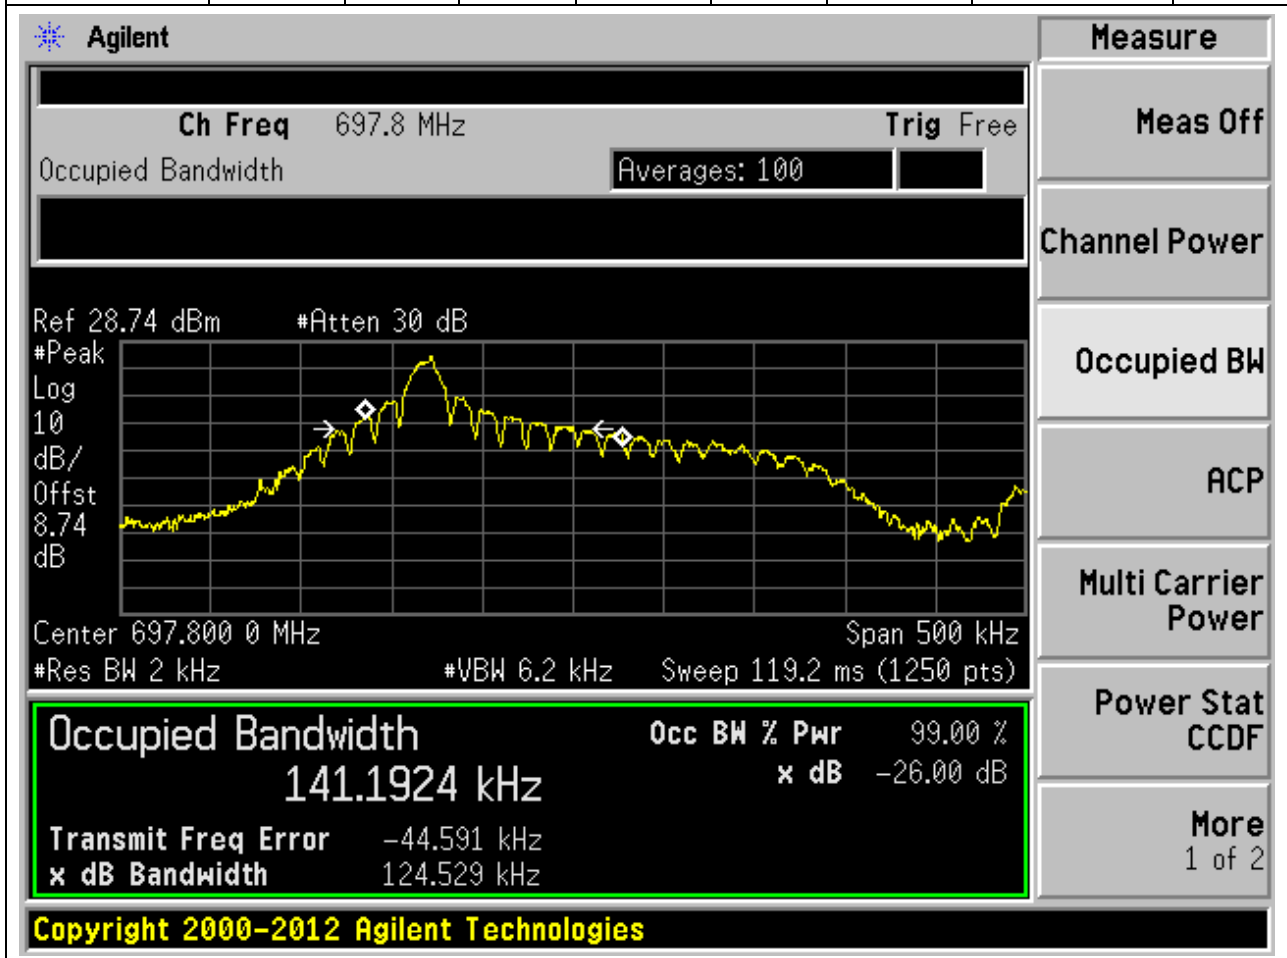 Agilent
Measure
Ch Freq 697.8 MHz Trig Free
Meas Off
Occupied Bandwidth Averages: 100
Channel Power
Ref 28.74 dBm #Atten 30 dB
#Peak
Log
10
dB/
Offst
8.74
dB
Occupied BW
ACP
Center 697.800 0 MHz Span 500 kHz
#Res BW 2 kHz #VBW 6.2 kHz Sweep 119.2 ms (1250 pts)
Multi Carrier
Power
Occupied Bandwidth Occ BW % Pwr 99.00 %
141.1924 kHz x dB -26.00 dB
Transmit Freq Error -44.591 kHz
x dB Bandwidth 124.529 kHz
Power Stat
CCDF
More
1 of 2
Copyright 2000-2012 Agilent Technologies